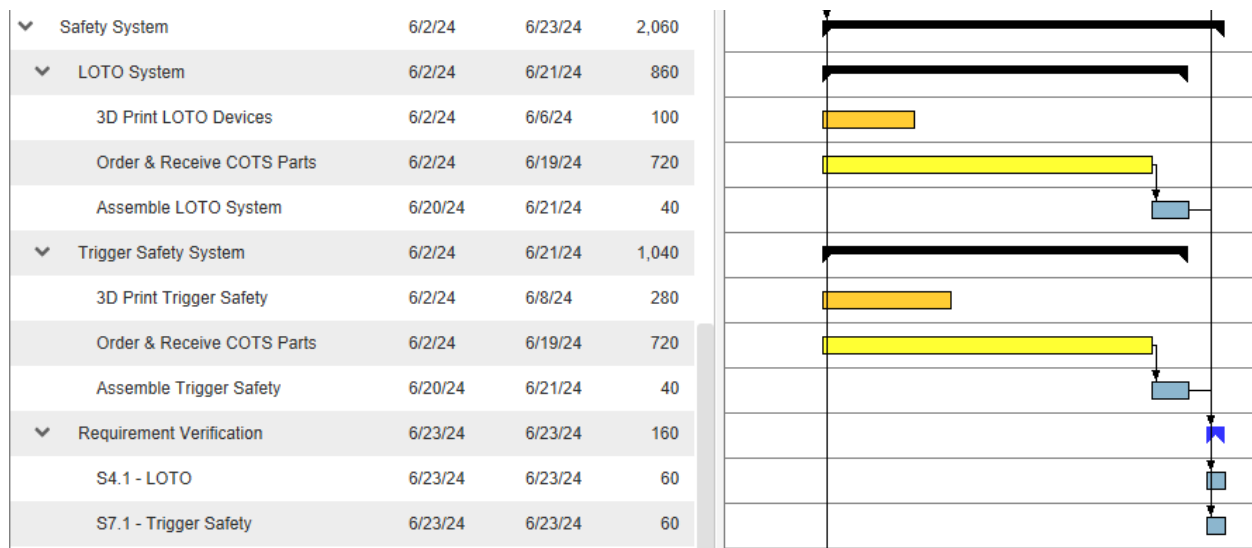 Safety System 6/2/24 6/23/24 2,060
LOTO System 6/2/24 6/21/24 860
3D Print LOTO Devices 6/2/24 6/6/24 100
Order & Receive COTS Parts 6/2/24 6/19/24 720
Assemble LOTO System 6/20/24 6/21/24 40
Trigger Safety System 6/2/24 6/21/24 1,040
3D Print Trigger Safety 6/2/24 6/8/24 280
Order & Receive COTS Parts 6/2/24 6/19/24 720
Assemble Trigger Safety 6/20/24 6/21/24 40
Requirement Verification 6/23/24 6/23/24 160
S4.1 - LOTO 6/23/24 6/23/24 60
S7.1 - Trigger Safety 6/23/24 6/23/24 60